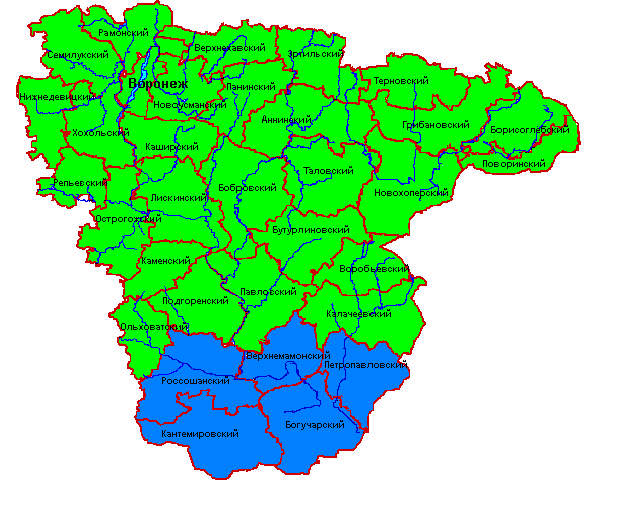 Рамонский
Верхнехавский
Семилукский
Эртильский
Терновский
Воронеж
Панинский
Нижнедевицкий
Новоусманский
Аннинский
Грибановский
Борисоглебский
Хохольский
Каширский
Поворинский
Таловский
Репьевский
Бобровский
Новохоперский
Лискинский
Острогожский
Бутурлиновский
Каменский
Воробьевский
Павловский
Подгоренский
Калачеевский
Ольховатский
Верхнемамонский
Петропавловский
Россошанский
Богучарский
Кантемировский